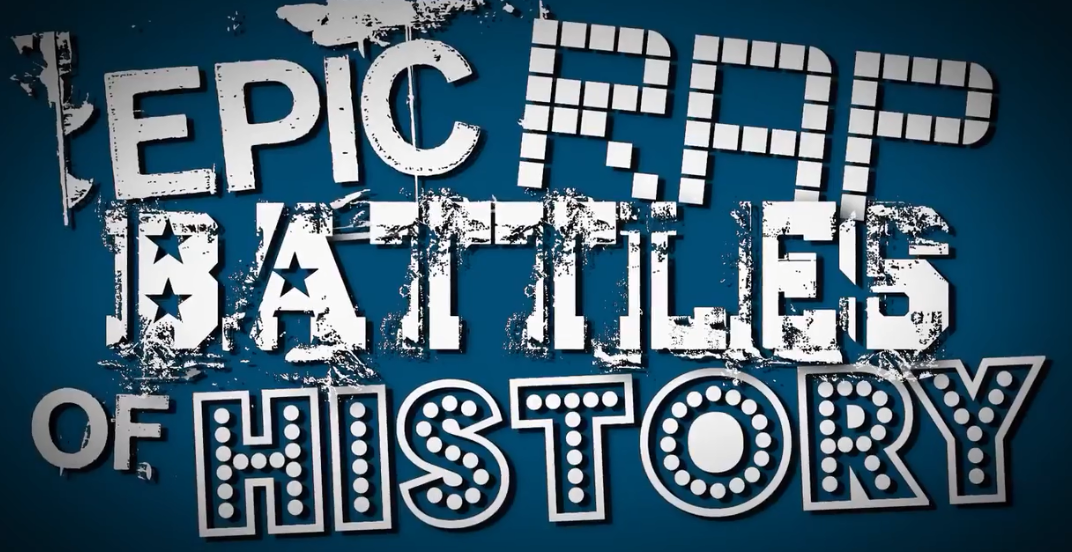 EPIC RAP
BATTLES
OF HISTORY